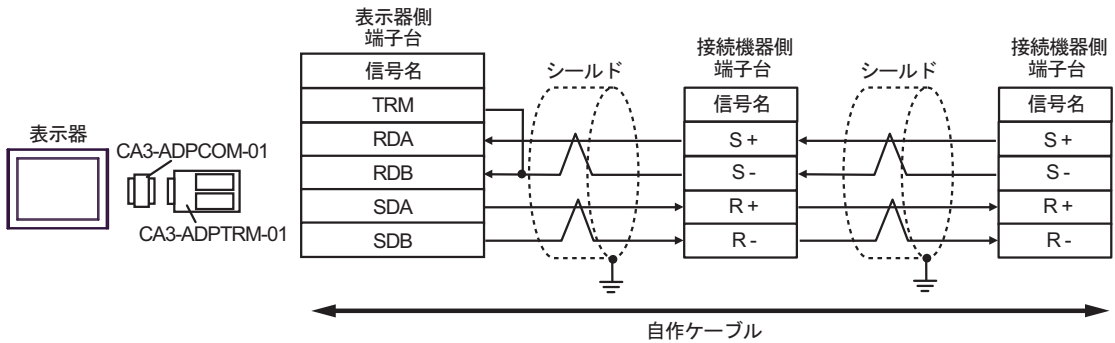 表示器
CA3-ADPCOM-01
CA3-ADPTRM-01
表示器側
端子台
信号名
TRM
RDA
RDB
SDA
SDB
シールド
接続機器側
端子台
信号名
S+
S-
R+
R-
シールド
接続機器側
端子台
信号名
S+
S-
R+
R-
自作ケーブル